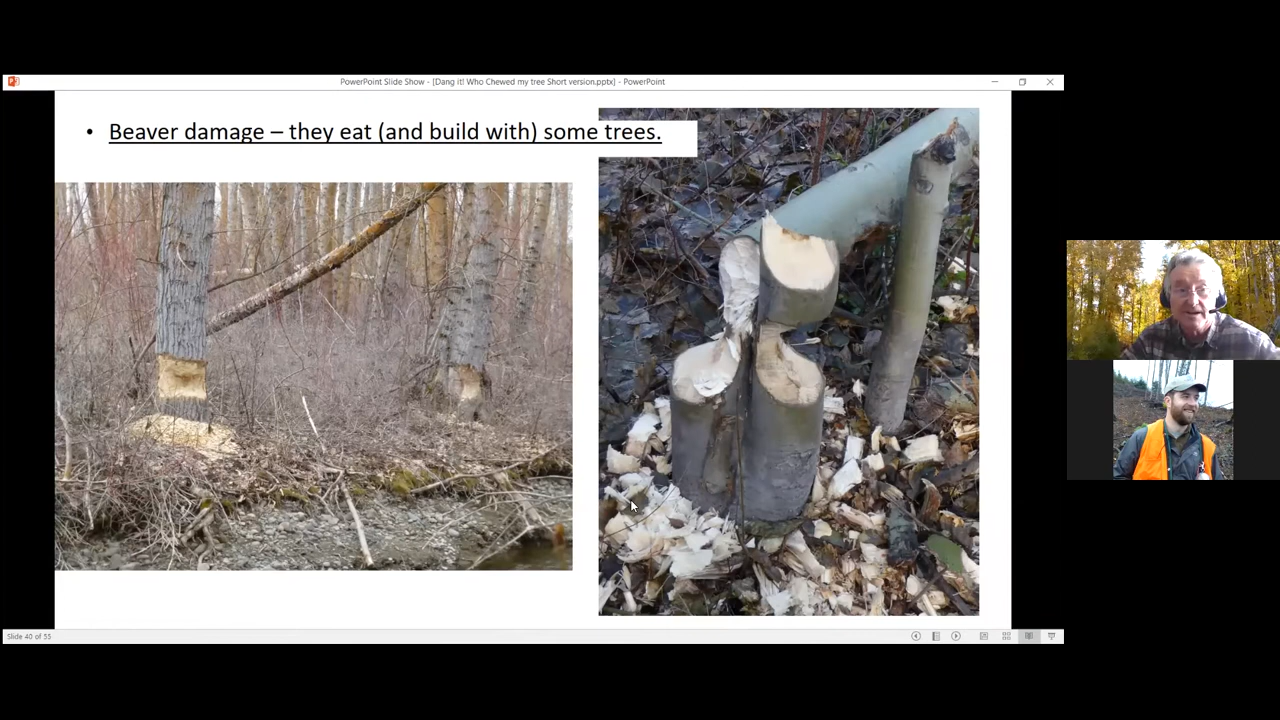 PowerPoint Slide Show - [Dang it! Who Chewed my tree Short version.pptx] - PowerPoint
• Beaver damage – they eat (and build with) some trees.
Slide 40 of 55